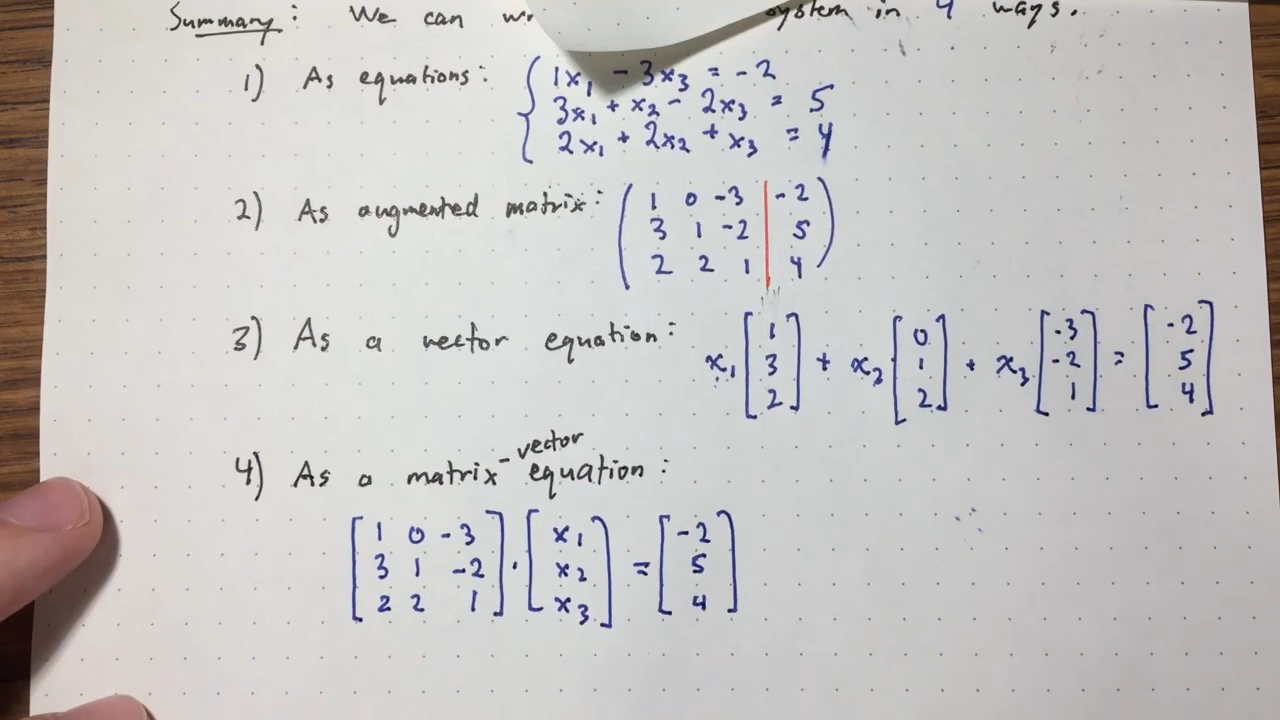 Summary: We can system in 4 ways.
1) As equations: { 1x₁ - 3x₃ = -2
3x₁ + x₂ - 2x₃ = 5
2x₁ + 2x₂ + x₃ = 4
2) As augmented matrix: ( 1 0 -3 | -2
3 1 -2 | 5
2 2 1 | 4 )
3) As a vector equation: x₁ [1 3 2] + x₂ [0 1 2] + x₃ [-3 -2 1] = [-2 5 4]
4) As a matrix-vector equation:
[1 0 -3] · [x₁] = [-2]
[3 1 -2] [x₂] [5]
[2 2 1] [x₃] [4]